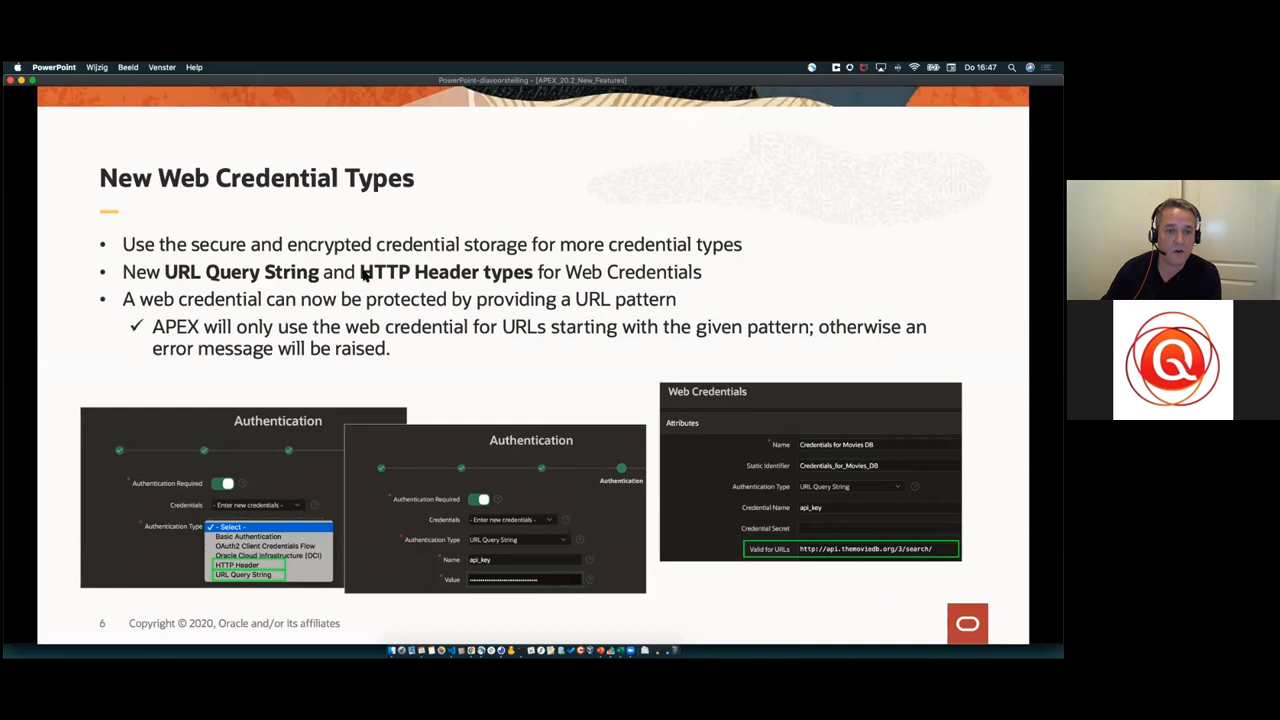 PowerPoint Wijzig Beeld Venster Help
Do 16:47
PowerPoint-diavoorstelling - [APEX_20.2_New_Features]
New Web Credential Types
• Use the secure and encrypted credential storage for more credential types
• New URL Query String and HTTP Header types for Web Credentials
• A web credential can now be protected by providing a URL pattern
✓ APEX will only use the web credential for URLs starting with the given pattern; otherwise an
error message will be raised.
Authentication
* Authentication Required
Credentials - Enter new credentials -
* Authentication Type ✓ - Select -
Basic Authentication
OAuth2 Client Credentials Flow
Oracle Cloud Infrastructure (OCI)
HTTP Header
URL Query String
Authentication
Authentication
* Authentication Required
Credentials - Enter new credentials -
* Authentication Type URL Query String
* Name api_key
* Value
Web Credentials
Attributes
* Name Credentials for Movies DB
Static Identifier Credentials_for_Movies_DB
Authentication Type URL Query String
Credential Name api_key
Credential Secret
Valid for URLs http://api.themoviedb.org/3/search/
6 Copyright © 2020, Oracle and/or its affiliates
Q